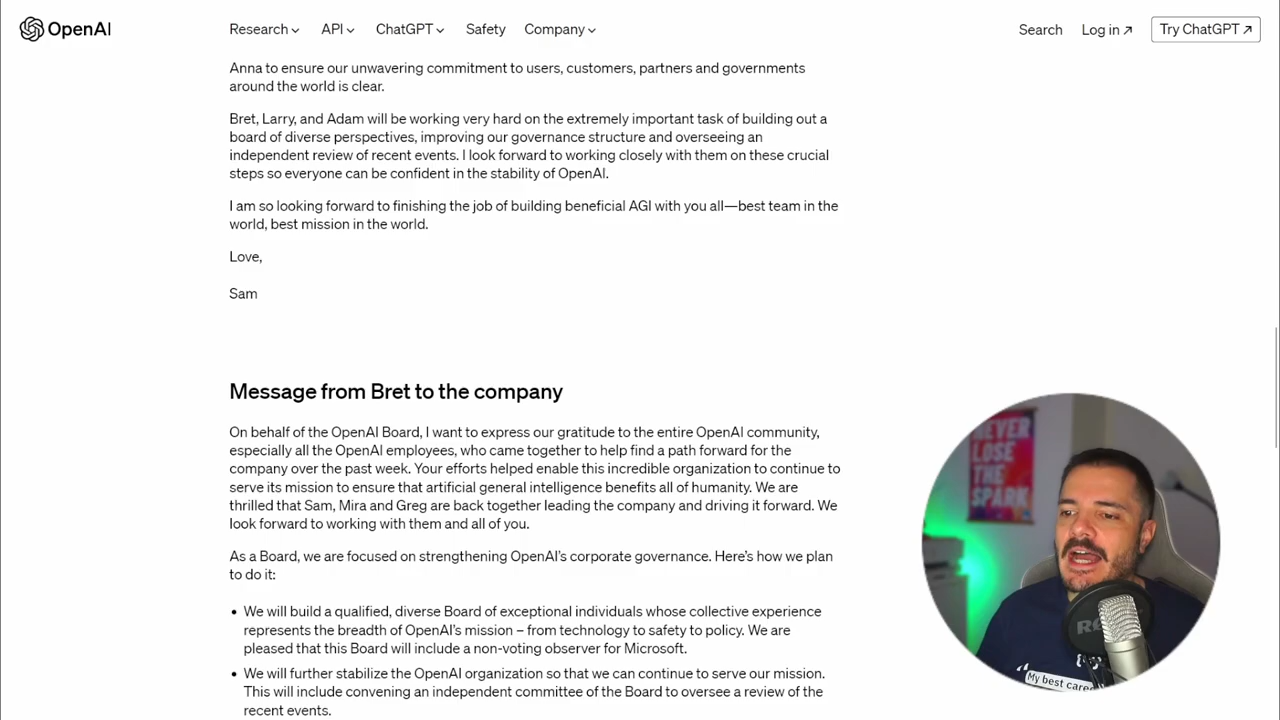 OpenAI
Research
API
ChatGPT
Safety
Company
Search
Log in ↗
Try ChatGPT ↗
Anna to ensure our unwavering commitment to users, customers, partners and governments
around the world is clear.
Bret, Larry, and Adam will be working very hard on the extremely important task of building out a
board of diverse perspectives, improving our governance structure and overseeing an
independent review of recent events. I look forward to working closely with them on these crucial
steps so everyone can be confident in the stability of OpenAI.
I am so looking forward to finishing the job of building beneficial AGI with you all—best team in the
world, best mission in the world.
Love,
Sam
Message from Bret to the company
On behalf of the OpenAI Board, I want to express our gratitude to the entire OpenAI community,
especially all the OpenAI employees, who came together to help find a path forward for the
company over the past week. Your efforts helped enable this incredible organization to continue to
serve its mission to ensure that artificial general intelligence benefits all of humanity. We are
thrilled that Sam, Mira and Greg are back together leading the company and driving it forward. We
look forward to working with them and all of you.
As a Board, we are focused on strengthening OpenAI's corporate governance. Here's how we plan
to do it:
• We will build a qualified, diverse Board of exceptional individuals whose collective experience
represents the breadth of OpenAI's mission – from technology to safety to policy. We are
pleased that this Board will include a non-voting observer for Microsoft.
• We will further stabilize the OpenAI organization so that we can continue to serve our mission.
This will include convening an independent committee of the Board to oversee a review of the
recent events.
NEVER
LOSE
THE
SPARK
"My best